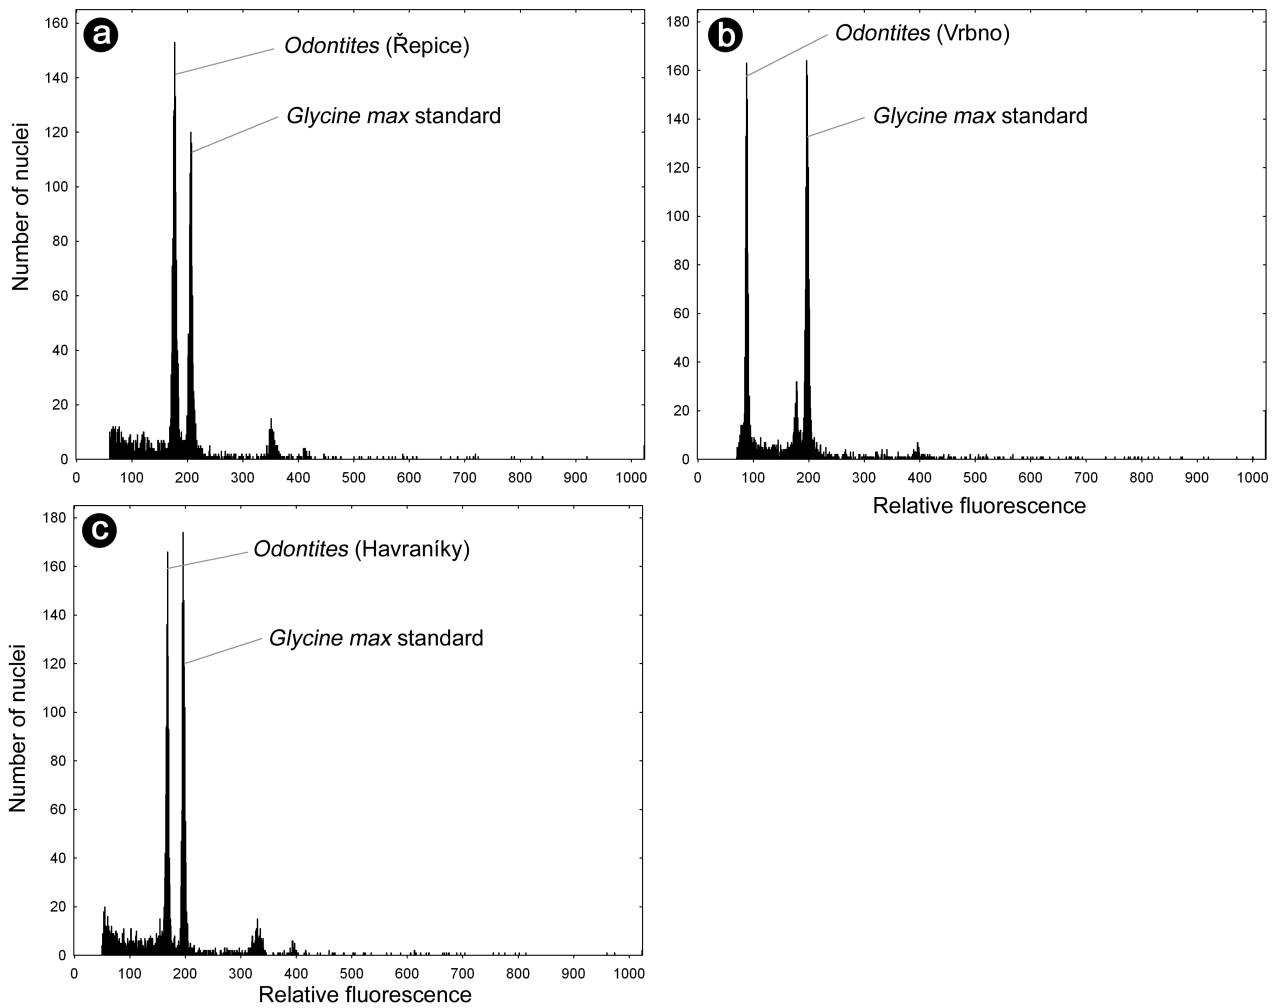 a
Odontites (Řepice)
Glycine max standard
Number of nuclei
160
140
120
100
80
60
40
20
0
0 100 200 300 400 500 600 700 800 900 1000
b
Odontites (Vrbno)
Glycine max standard
180
160
140
120
100
80
60
40
20
0
0 100 200 300 400 500 600 700 800 900 1000
Relative fluorescence
c
Odontites (Havraníky)
Glycine max standard
Number of nuclei
180
160
140
120
100
80
60
40
20
0
0 100 200 300 400 500 600 700 800 900 1000
Relative fluorescence